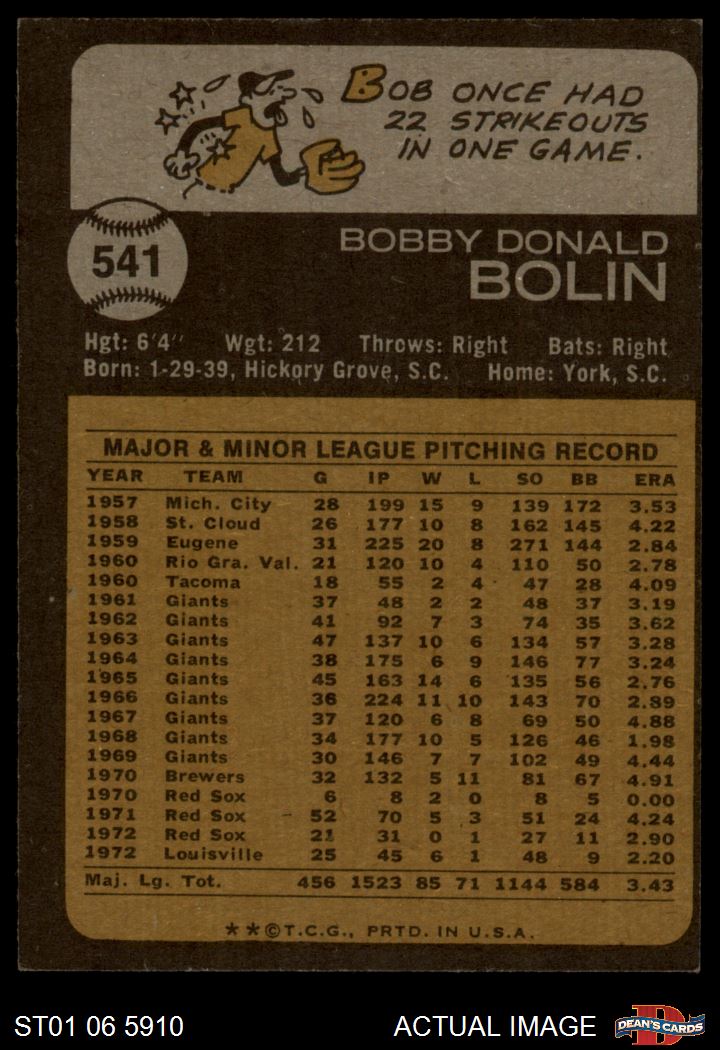 BOB ONCE HAD
22 STRIKEOUTS
IN ONE GAME.
541
BOBBY DONALD
BOLIN
Hgt: 6'4" Wgt: 212 Throws: Right Bats: Right
Born: 1-29-39, Hickory Grove, S.C. Home: York, S.C.
MAJOR & MINOR LEAGUE PITCHING RECORD
YEAR TEAM G IP W L SO BB ERA
1957 Mich. City 28 199 15 9 139 172 3.53
1958 St. Cloud 26 177 10 8 162 145 4.22
1959 Eugene 31 225 20 8 271 144 2.84
1960 Rio Gra. Val. 21 120 10 4 110 50 2.78
1960 Tacoma 18 55 2 4 47 28 4.09
1961 Giants 37 48 2 2 48 37 3.19
1962 Giants 41 92 7 3 74 35 3.62
1963 Giants 47 137 10 6 134 57 3.28
1964 Giants 38 175 6 9 146 77 3.24
1965 Giants 45 163 14 6 135 56 2.76
1966 Giants 36 224 11 10 143 70 2.89
1967 Giants 37 120 6 8 69 50 4.88
1968 Giants 34 177 10 5 126 46 1.98
1969 Giants 30 146 7 7 102 49 4.44
1970 Brewers 32 132 5 11 81 67 4.91
1970 Red Sox 6 8 2 0 8 5 0.00
1971 Red Sox 52 70 5 3 51 24 4.24
1972 Red Sox 21 31 0 1 27 11 2.90
1972 Louisville 25 45 6 1 48 9 2.20
Maj. Lg. Tot. 456 1523 85 71 1144 584 3.43
★★©T.C.G., PRTD. IN U.S.A.
ST01 06 5910 ACTUAL IMAGE D DEAN'S CARDS